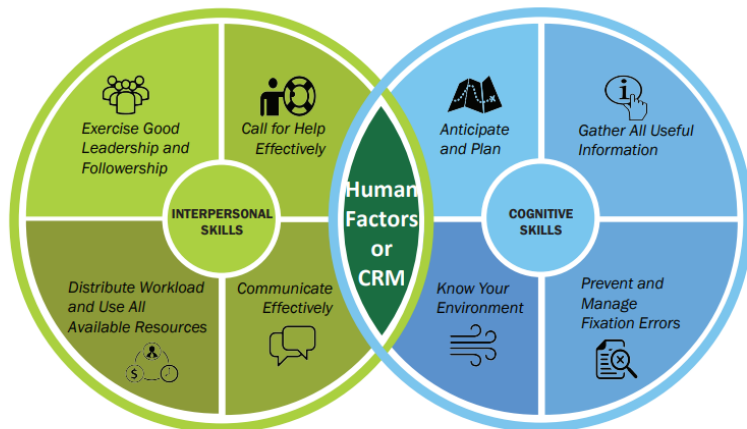 Exercise Good
Leadership and
Followership
Call for Help
Effectively
INTERPERSONAL
SKILLS
Distribute Workload
and Use All
Available Resources
$
Communicate
Effectively
Human
Factors
or
CRM
Anticipate
and Plan
i
Gather All Useful
Information
COGNITIVE
SKILLS
Know Your
Environment
Prevent and
Manage
Fixation Errors